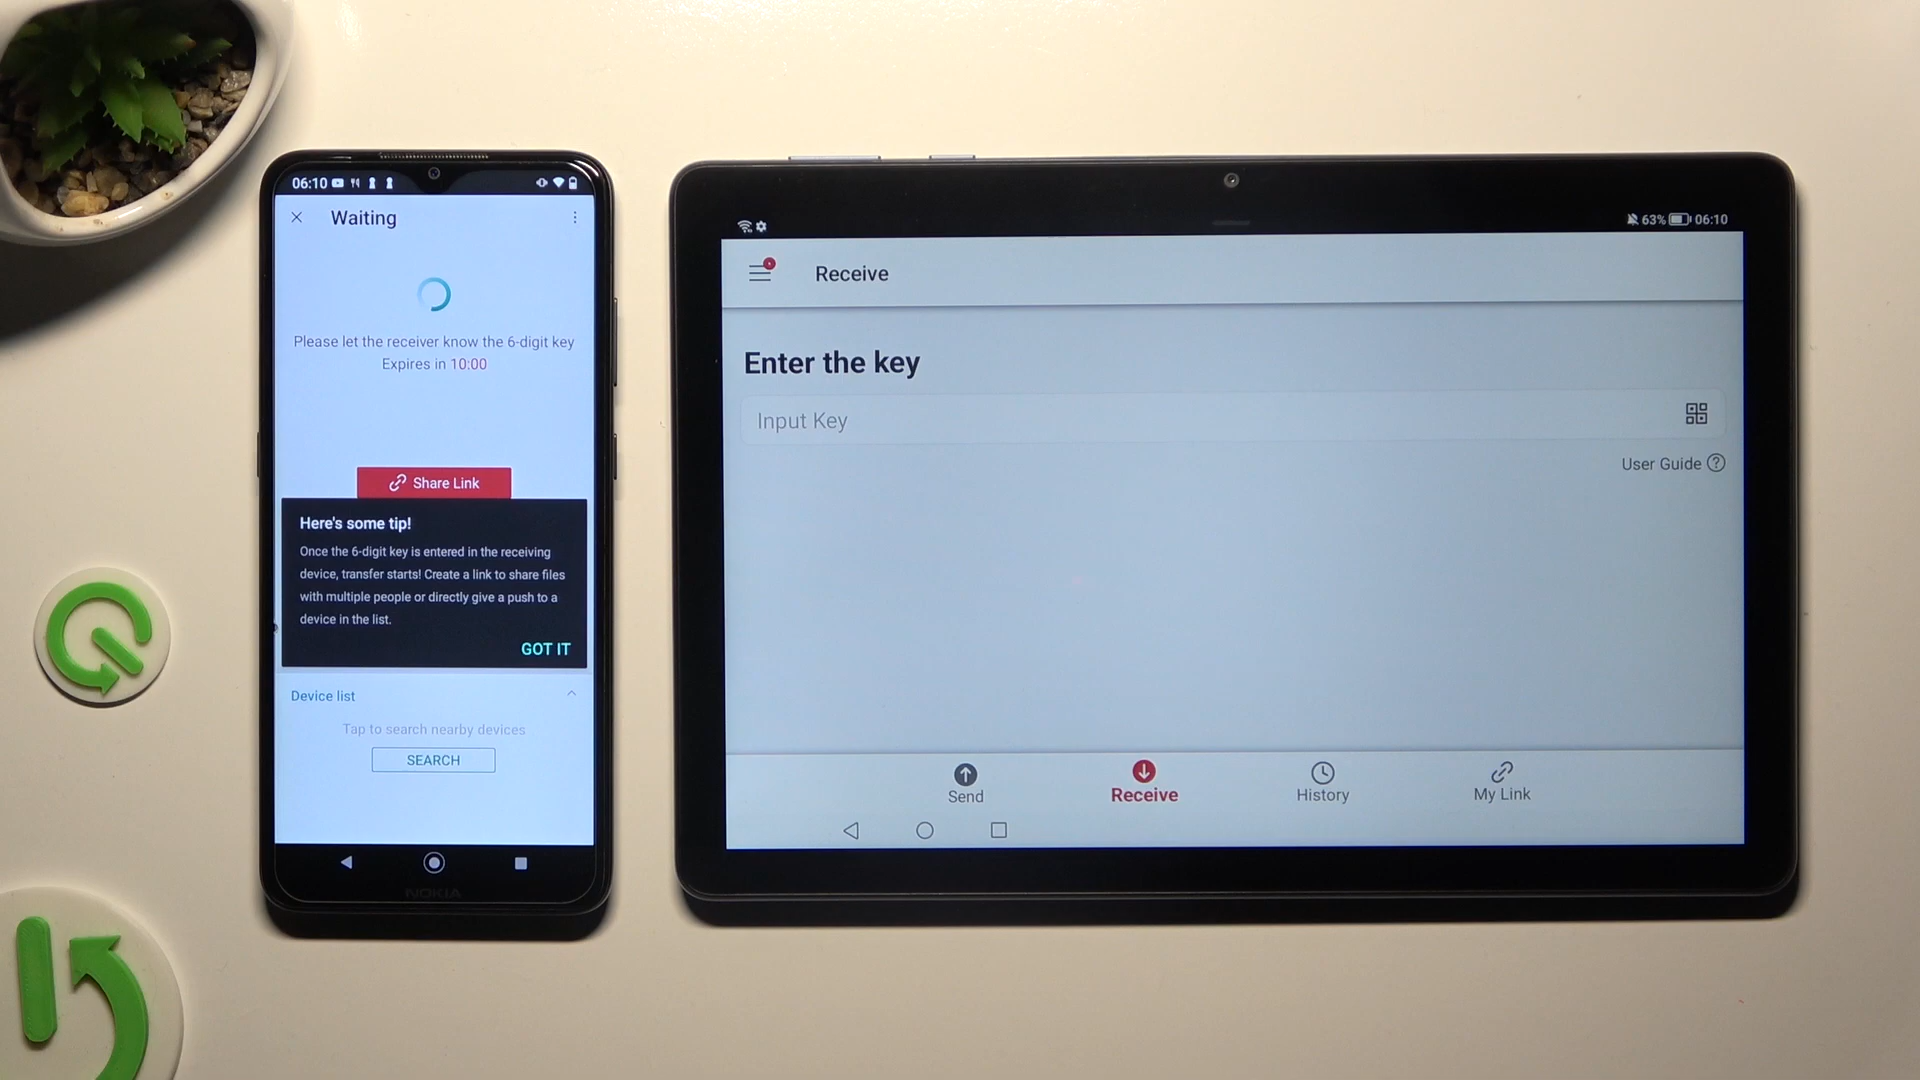 06:10
Waiting
Please let the receiver know the 6-digit key
Expires in 10:00
Share Link
Here's some tip!
Once the 6-digit key is entered in the receiving
device, transfer starts! Create a link to share files
with multiple people or directly give a push to a
device in the list.
GOT IT
Device list
Tap to search nearby devices
SEARCH
NOKIA
63% 06:10
Receive
Enter the key
Input Key
User Guide
Send
Receive
History
My Link